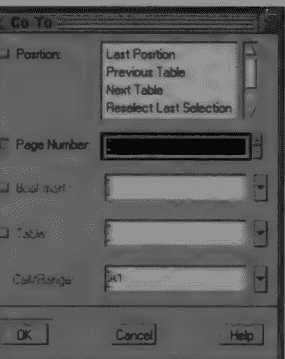 Go To
Position:
Last Position
Previous Table
Next Table
Reselect Last Selection
Page Number
Bookmark
Table:
Cell/Range:
A1
OK
Cancel
Help